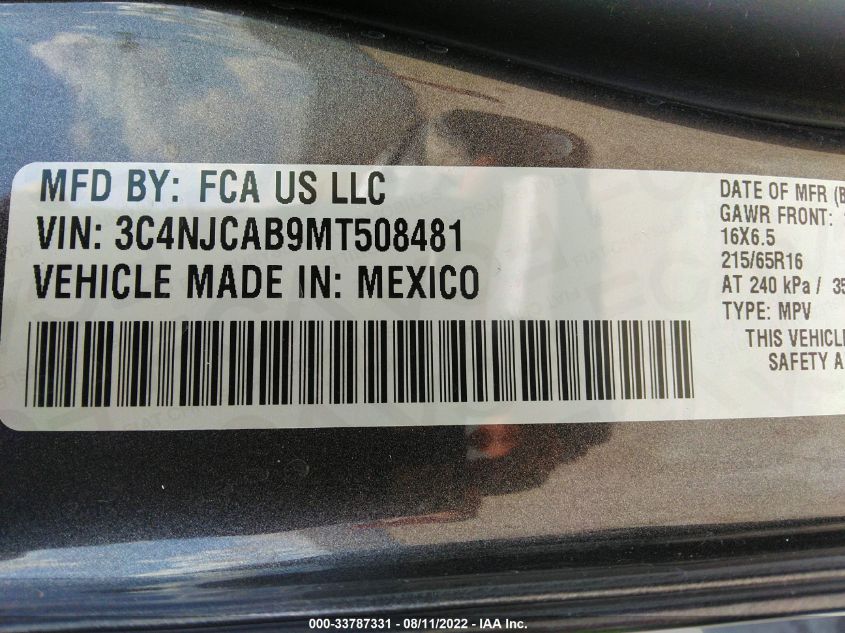 MFD BY: FCA US LLC
VIN: 3C4NJCAB9MT508481
VEHICLE MADE IN: MEXICO
DATE OF MFR (B
GAWR FRONT:
16X6.5
215/65R16
AT 240 kPa / 35
TYPE: MPV
THIS VEHICL
SAFETY A
000-33787331 - 08/11/2022 - IAA Inc.